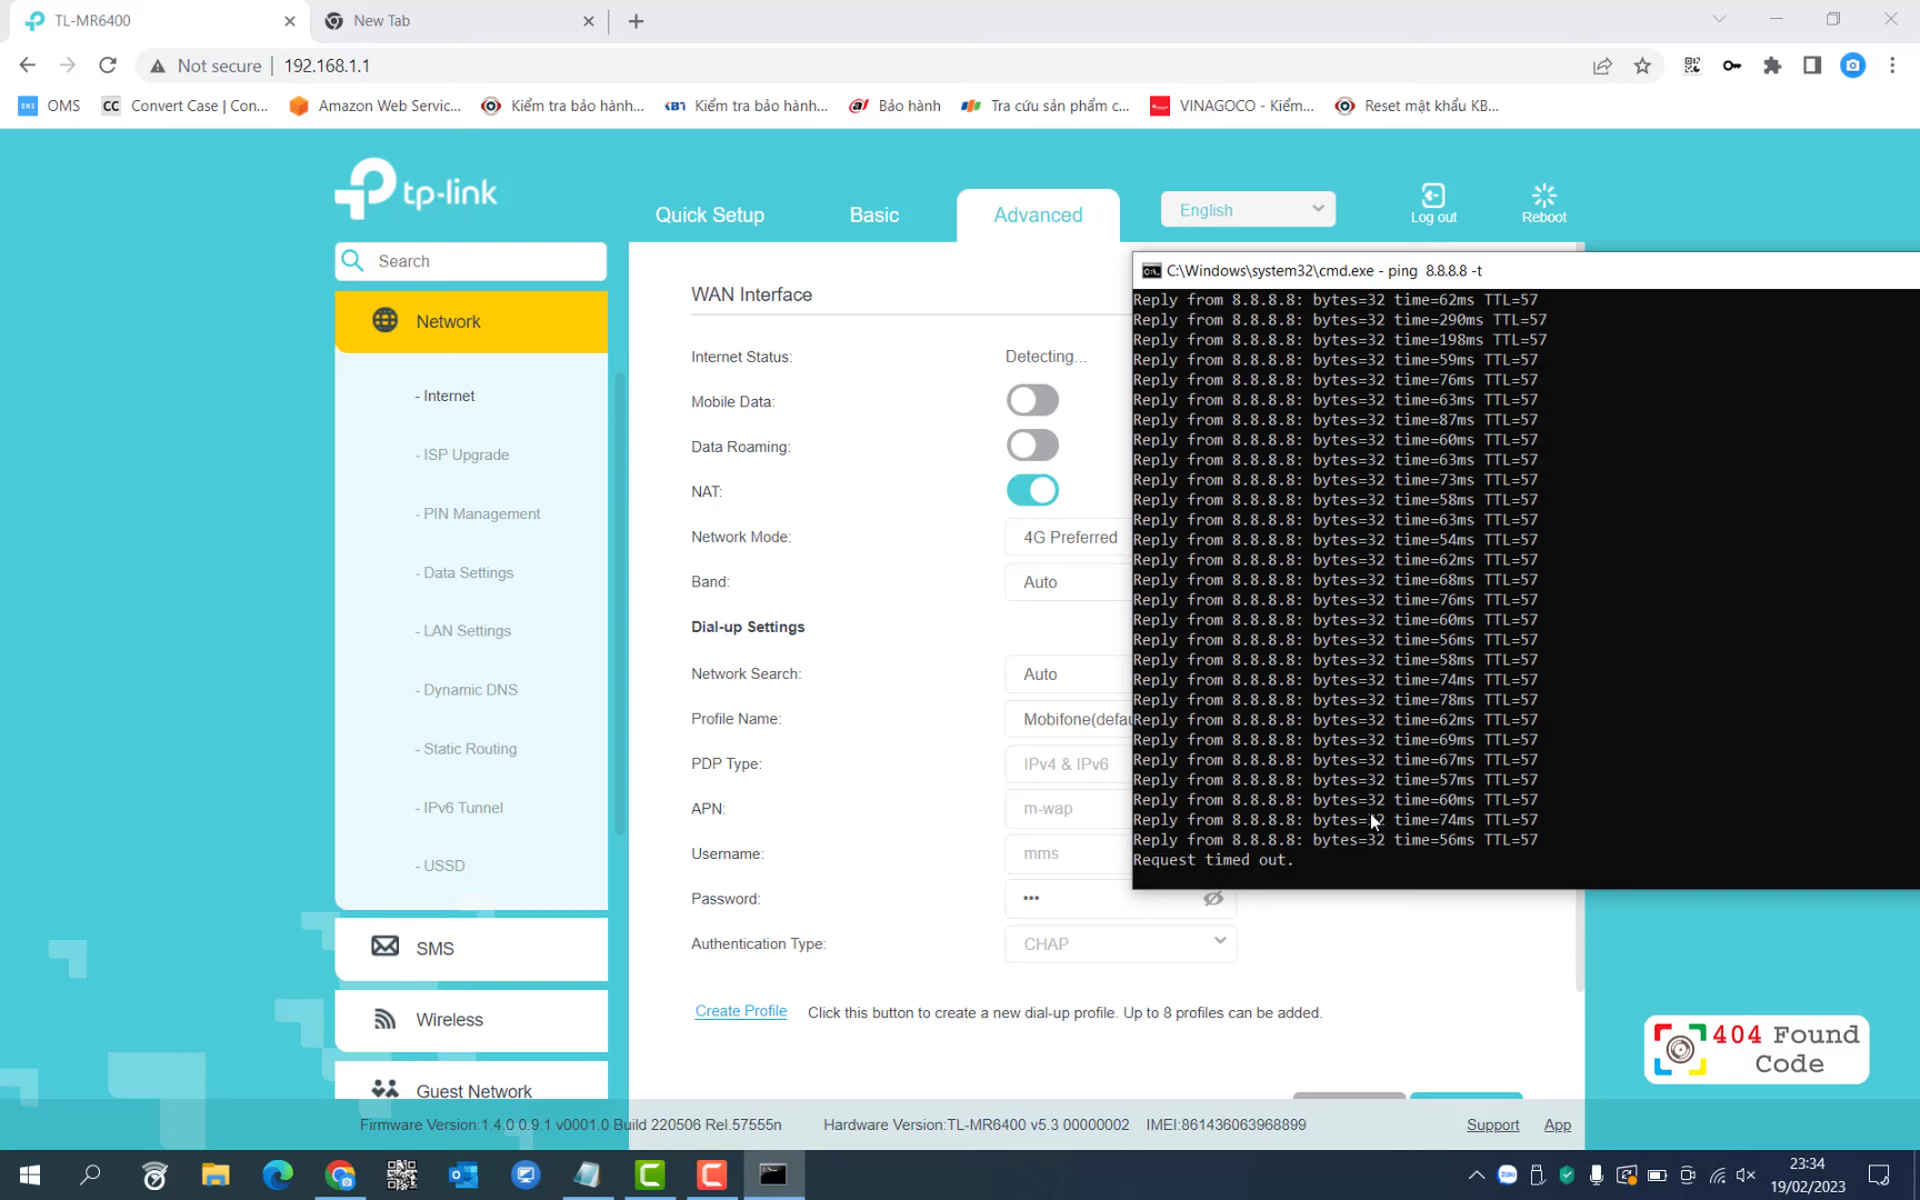 TL-MR6400
New Tab
Not secure
192.168.1.1
OMS
CC Convert Case | Con...
Amazon Web Servic...
Kiểm tra bảo hành...
Kiểm tra bảo hành...
Bảo hành
Tra cứu sản phẩm c...
VINAGOCO - Kiểm...
Reset mật khẩu KB...
tp-link
Quick Setup
Basic
Advanced
English
Log out
Reboot
Search
Network
- Internet
- ISP Upgrade
- PIN Management
- Data Settings
- LAN Settings
- Dynamic DNS
- Static Routing
- IPv6 Tunnel
- USSD
SMS
Wireless
Guest Network
WAN Interface
Internet Status: Detecting...
Mobile Data:
Data Roaming:
NAT:
Network Mode: 4G Preferred
Band: Auto
Dial-up Settings
Network Search: Auto
Profile Name: Mobifone(defau
PDP Type: IPv4 & IPv6
APN: m-wap
Username: mms
Password: •••
Authentication Type: CHAP
Create Profile Click this button to create a new dial-up profile. Up to 8 profiles can be added.
C:\Windows\system32\cmd.exe - ping 8.8.8.8 -t
Reply from 8.8.8.8: bytes=32 time=62ms TTL=57
Reply from 8.8.8.8: bytes=32 time=290ms TTL=57
Reply from 8.8.8.8: bytes=32 time=198ms TTL=57
Reply from 8.8.8.8: bytes=32 time=59ms TTL=57
Reply from 8.8.8.8: bytes=32 time=76ms TTL=57
Reply from 8.8.8.8: bytes=32 time=63ms TTL=57
Reply from 8.8.8.8: bytes=32 time=87ms TTL=57
Reply from 8.8.8.8: bytes=32 time=60ms TTL=57
Reply from 8.8.8.8: bytes=32 time=63ms TTL=57
Reply from 8.8.8.8: bytes=32 time=73ms TTL=57
Reply from 8.8.8.8: bytes=32 time=58ms TTL=57
Reply from 8.8.8.8: bytes=32 time=63ms TTL=57
Reply from 8.8.8.8: bytes=32 time=54ms TTL=57
Reply from 8.8.8.8: bytes=32 time=62ms TTL=57
Reply from 8.8.8.8: bytes=32 time=68ms TTL=57
Reply from 8.8.8.8: bytes=32 time=76ms TTL=57
Reply from 8.8.8.8: bytes=32 time=60ms TTL=57
Reply from 8.8.8.8: bytes=32 time=56ms TTL=57
Reply from 8.8.8.8: bytes=32 time=58ms TTL=57
Reply from 8.8.8.8: bytes=32 time=74ms TTL=57
Reply from 8.8.8.8: bytes=32 time=78ms TTL=57
Reply from 8.8.8.8: bytes=32 time=62ms TTL=57
Reply from 8.8.8.8: bytes=32 time=69ms TTL=57
Reply from 8.8.8.8: bytes=32 time=67ms TTL=57
Reply from 8.8.8.8: bytes=32 time=57ms TTL=57
Reply from 8.8.8.8: bytes=32 time=60ms TTL=57
Reply from 8.8.8.8: bytes=32 time=74ms TTL=57
Reply from 8.8.8.8: bytes=32 time=56ms TTL=57
Request timed out.
404 Found
Code
Firmware Version:1.4.0 0.9.1 v0001.0 Build 220506 Rel.57555n
Hardware Version:TL-MR6400 v5.3 00000002
IMEI:861436063968899
Support
App
23:34
19/02/2023